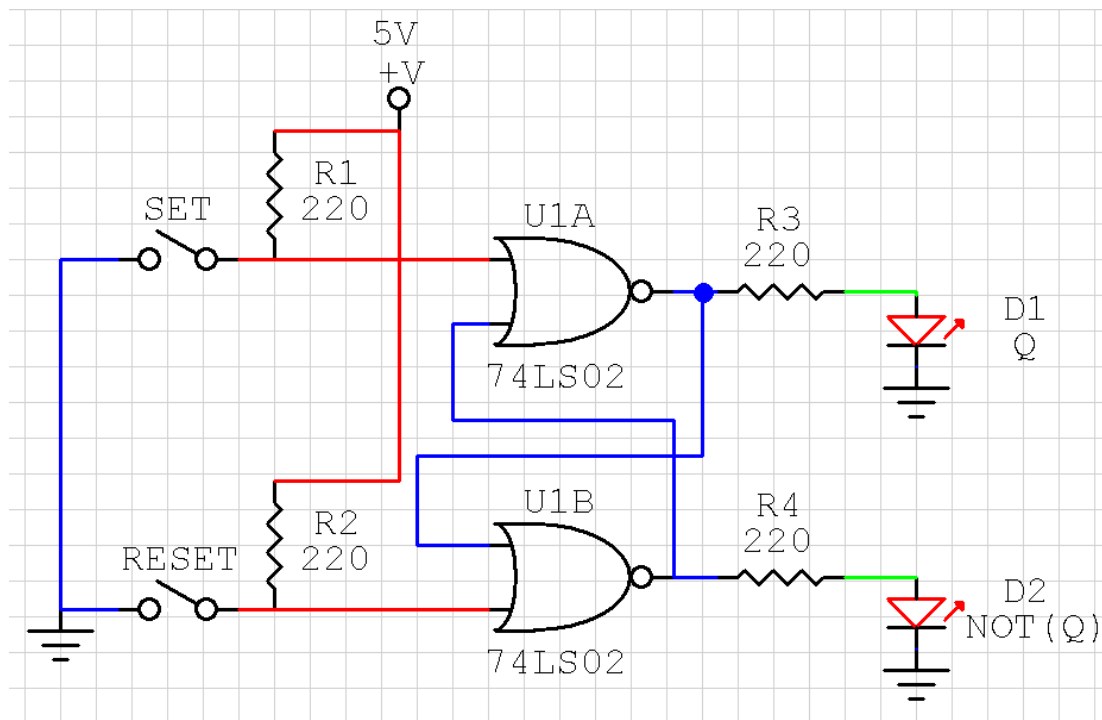 5V
+V
R1
220
SET
U1A
74LS02
R3
220
D1
Q
R2
220
RESET
U1B
74LS02
R4
220
D2
NOT(Q)